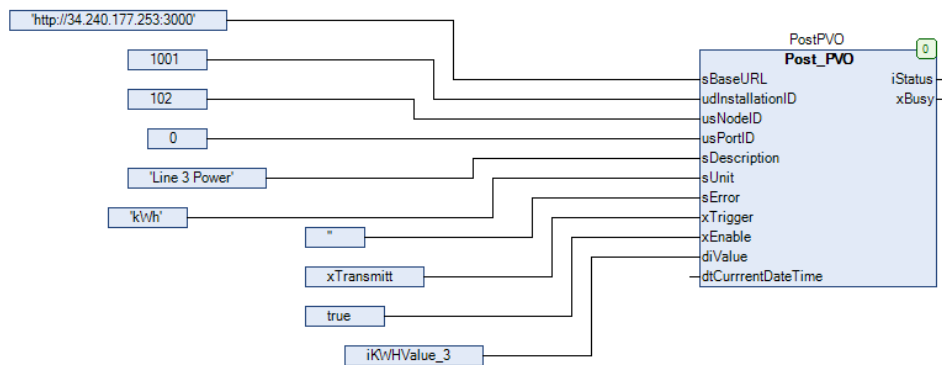 'http://34.240.177.253:3000'
1001
102
0
'Line 3 Power'
'kWh'
''
xTransmitt
true
iKWHValue_3
PostPVO
0
Post_PVO
sBaseURL
iStatus
udInstallationID
xBusy
usNodeID
usPortID
sDescription
sUnit
sError
xTrigger
xEnable
diValue
dtCurrrentDateTime